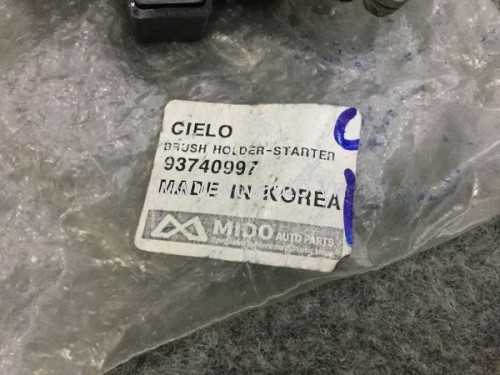 CIELO
BRUSH HOLDER-STARTER
93740997
MADE IN KOREA
MIDO AUTO PARTS